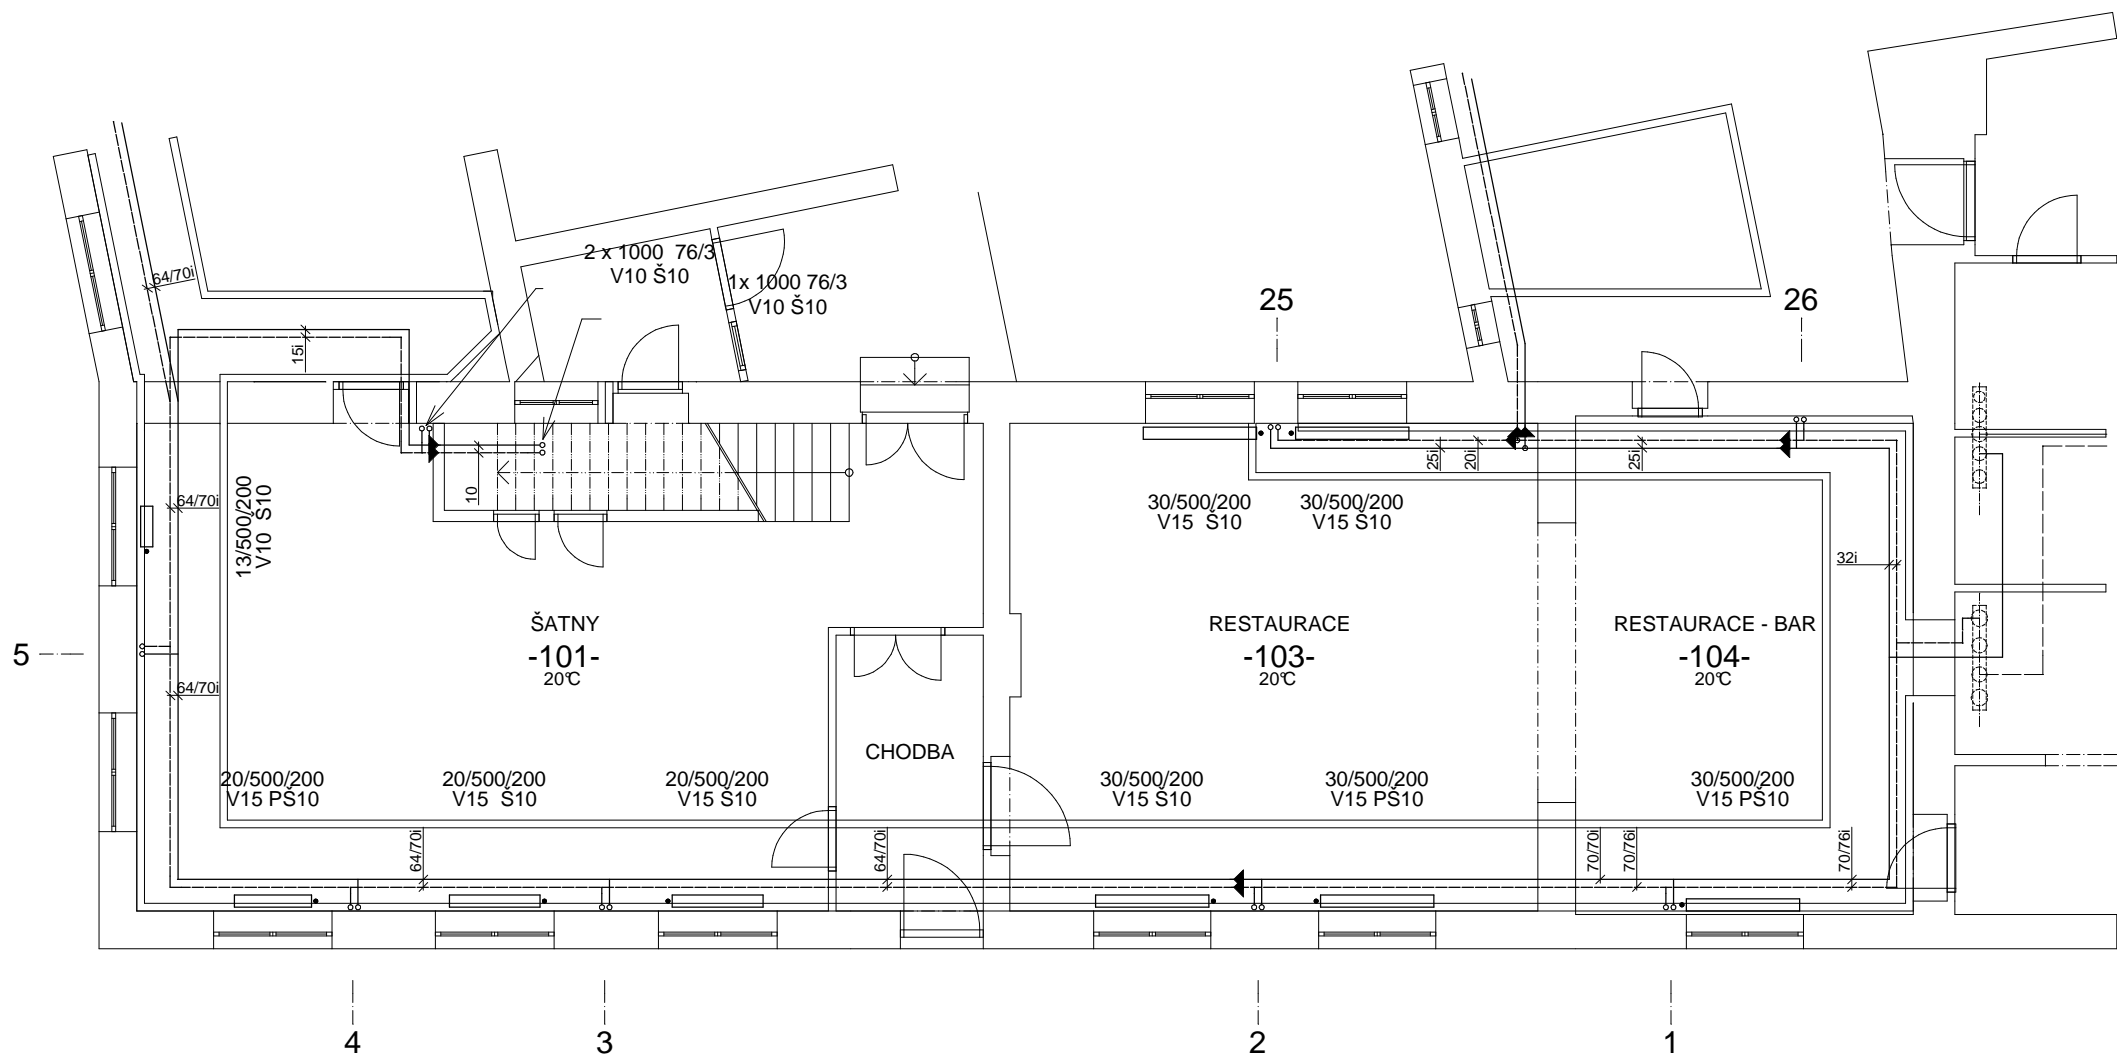 2 x 1000  76/3
V10 Š10
1x 1000 76/3
V10 Š10
64/70i
15i
25
26
10
25i
20i
25i
64/70i
13/500/200
V10  Š10
30/500/200
V15  Š10
30/500/200
V15 Š10
32i
ŠATNY
-101-
20°C
RESTAURACE
-103-
20°C
RESTAURACE - BAR
-104-
20°C
5
64/70i
CHODBA
20/500/200
V15 PŠ10
20/500/200
V15  Š10
20/500/200
V15 Š10
30/500/200
V15 Š10
30/500/200
V15 PŠ10
30/500/200
V15 PŠ10
64/70i
64/70i
70/70i
70/76i
70/76i
4
3
2
1